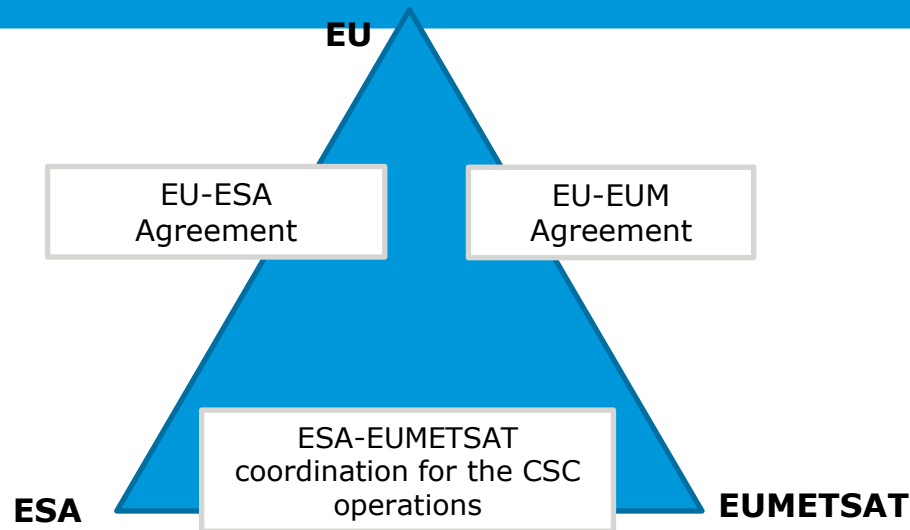 EU
EU-ESA
Agreement
EU-EUM
Agreement
ESA-EUMETSAT
coordination for the CSC
operations
ESA
EUMETSAT